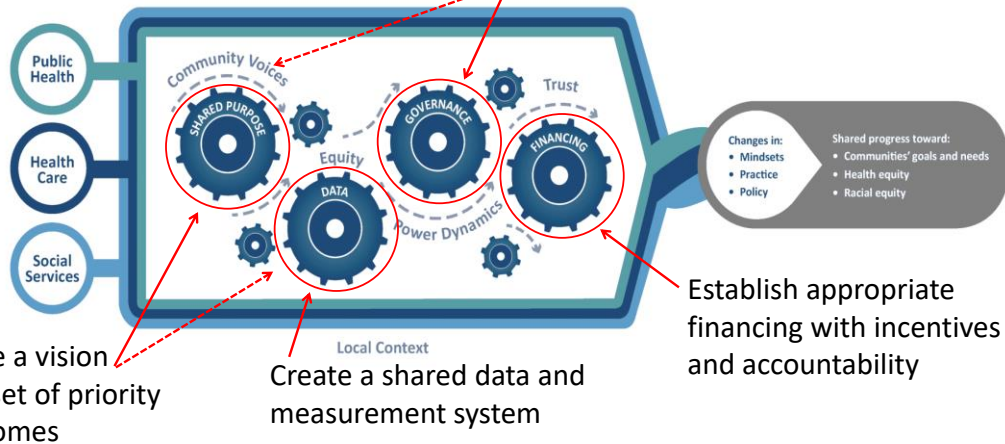 Public
Health
Health
Care
Social
Services
Community Voices
SHARED PURPOSE
Equity
DATA
GOVERNANCE
Power Dynamics
Trust
FINANCING
Local Context
Changes in:
• Mindsets
• Practice
• Policy
Shared progress toward:
• Communities' goals and needs
• Health equity
• Racial equity
e a vision
set of priority
omes
Create a shared data and
measurement system
Establish appropriate
financing with incentives
and accountability